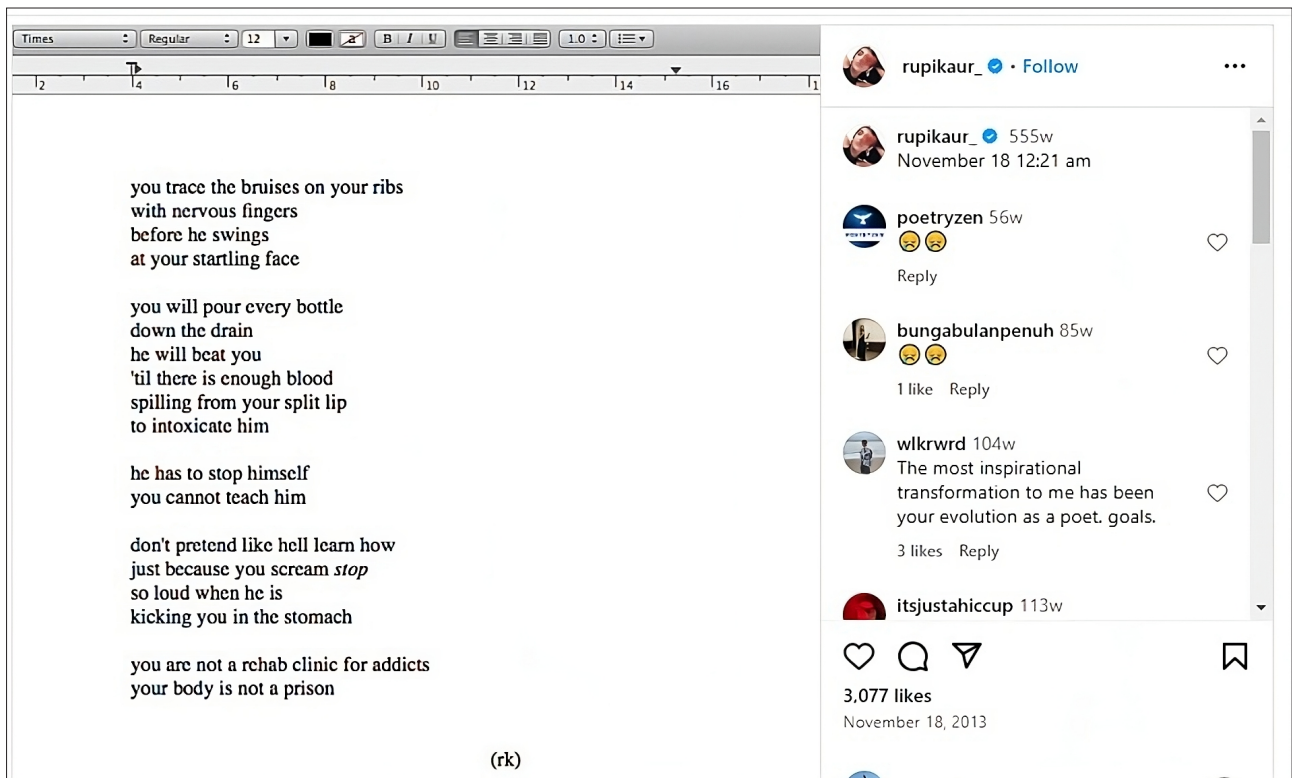 Times Regular 12 a B I U 1.0
2 4 6 8 10 12 14 16 1
you trace the bruises on your ribs
with nervous fingers
before he swings
at your startling face
you will pour every bottle
down the drain
he will beat you
'til there is enough blood
spilling from your split lip
to intoxicate him
he has to stop himself
you cannot teach him
don't pretend like hell learn how
just because you scream stop
so loud when he is
kicking you in the stomach
you are not a rehab clinic for addicts
your body is not a prison
(rk)
rupikaur_ • Follow
rupikaur_ 555w
November 18 12:21 am
poetryzen 56w
😢😢
Reply
bungabulanpenuh 85w
😢😢
1 like Reply
wlkrwrd 104w
The most inspirational
transformation to me has been
your evolution as a poet. goals.
3 likes Reply
itsjustahiccup 113w
3,077 likes
November 18, 2013